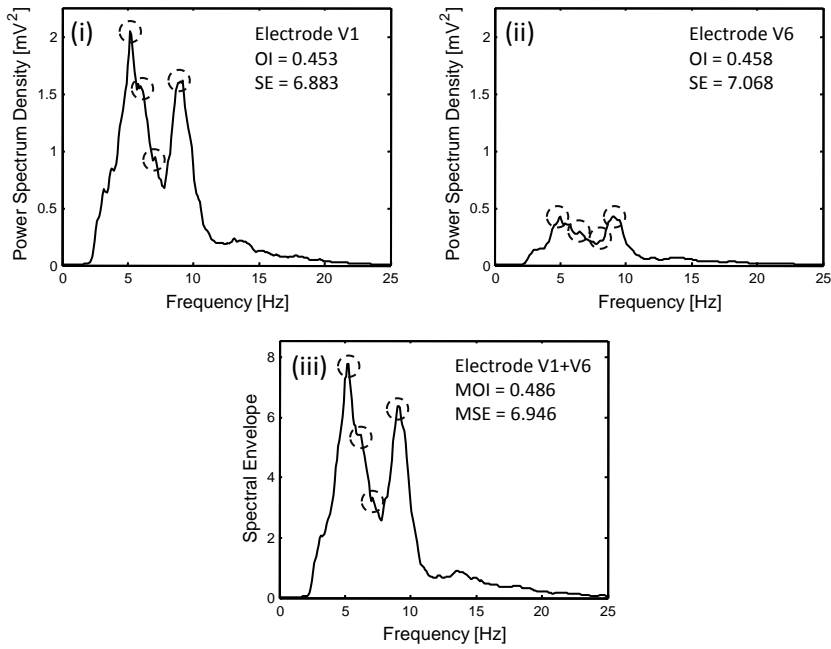 (i)
Electrode V1
OI = 0.453
SE = 6.883
Power Spectrum Density [mV²]
2
1.5
1
0.5
0
0 5 10 15 20 25
Frequency [Hz]
(ii)
Electrode V6
OI = 0.458
SE = 7.068
Power Spectrum Density [mV²]
2
1.5
1
0.5
0
0 5 10 15 20 25
Frequency [Hz]
(iii)
Electrode V1+V6
MOI = 0.486
MSE = 6.946
Spectral Envelope
8
6
4
2
0
0 5 10 15 20 25
Frequency [Hz]